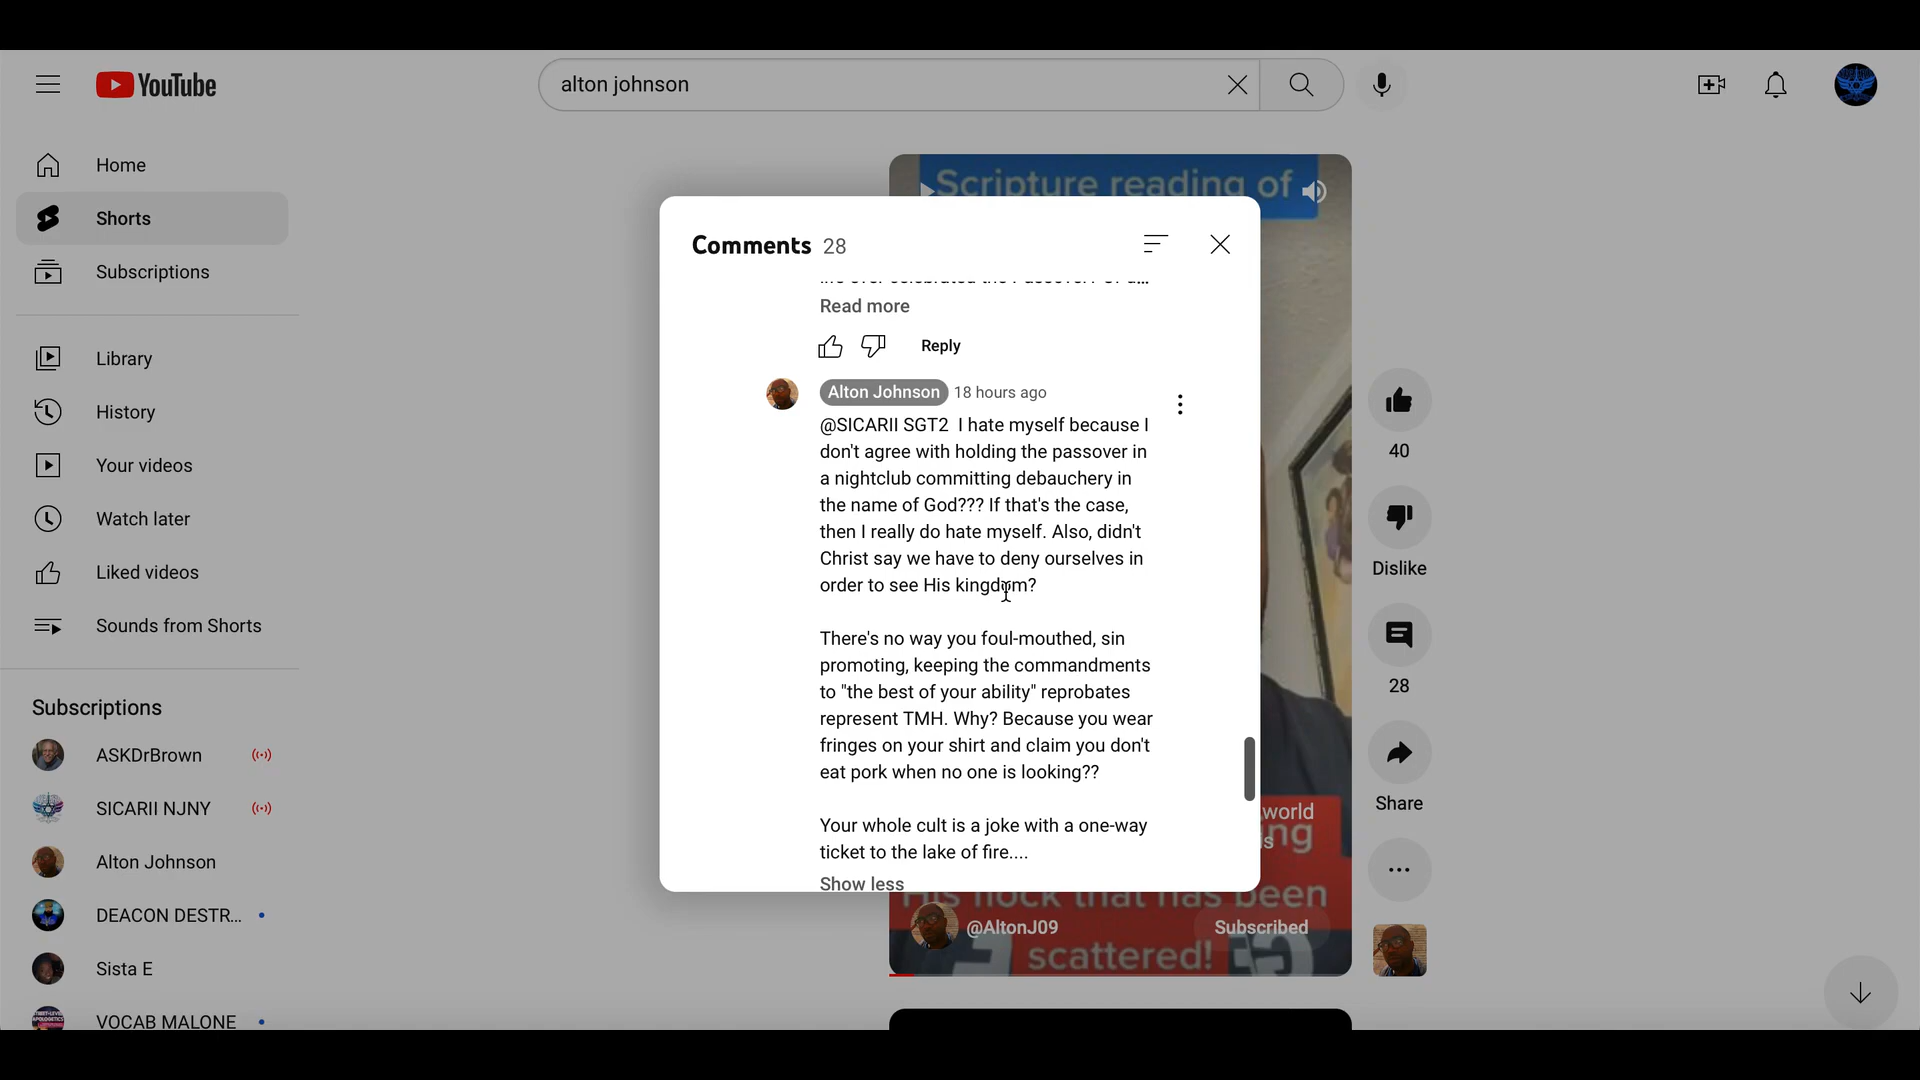 YouTube
alton johnson
Home
Shorts
Subscriptions
Library
History
Your videos
Watch later
Liked videos
Sounds from Shorts
Subscriptions
ASKDrBrown
SICARII NJNY
Alton Johnson
DEACON DESTR...
Sista E
VOCAB MALONE
Scripture reading of
Comments 28
Read more
Reply
Alton Johnson 18 hours ago
@SICARII SGT2 I hate myself because I
don't agree with holding the passover in
a nightclub committing debauchery in
the name of God??? If that's the case,
then I really do hate myself. Also, didn't
Christ say we have to deny ourselves in
order to see His kingdom?
There's no way you foul-mouthed, sin
promoting, keeping the commandments
to "the best of your ability" reprobates
represent TMH. Why? Because you wear
fringes on your shirt and claim you don't
eat pork when no one is looking??
Your whole cult is a joke with a one-way
ticket to the lake of fire....
Show less
world
His flock that has been
@AltonJ09 Subscribed
scattered!
40
Dislike
28
Share